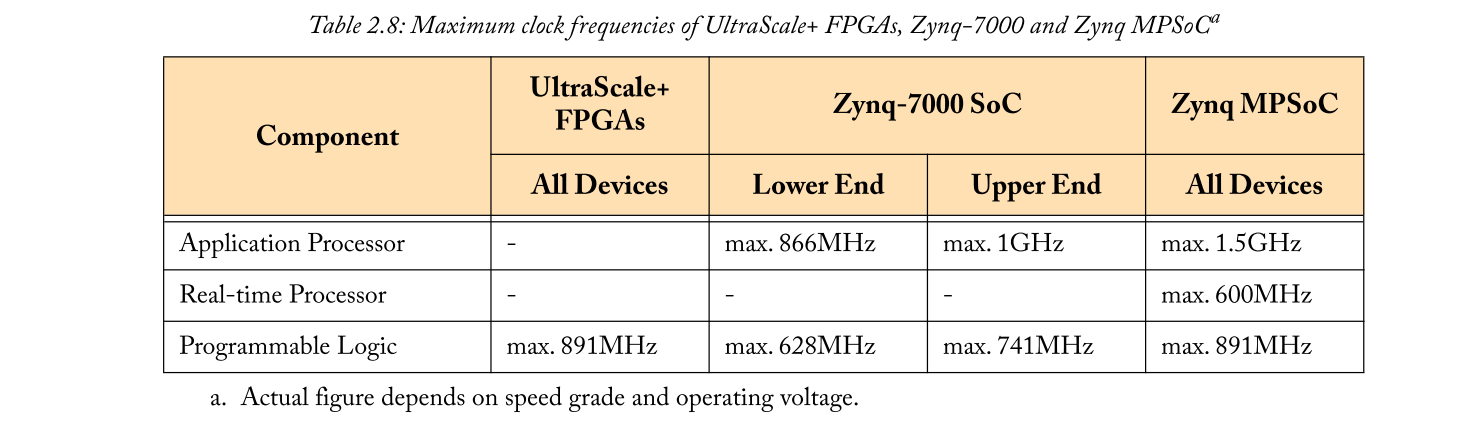 Table 2.8: Maximum clock frequencies of UltraScale+ FPGAs, Zynq-7000 and Zynq MPSoCa
Component
UltraScale+
FPGAs
Zynq-7000 SoC
Zynq MPSoC
All Devices
Lower End
Upper End
All Devices
Application Processor - max. 866MHz max. 1GHz max. 1.5GHz
Real-time Processor - - - max. 600MHz
Programmable Logic max. 891MHz max. 628MHz max. 741MHz max. 891MHz
a. Actual figure depends on speed grade and operating voltage.